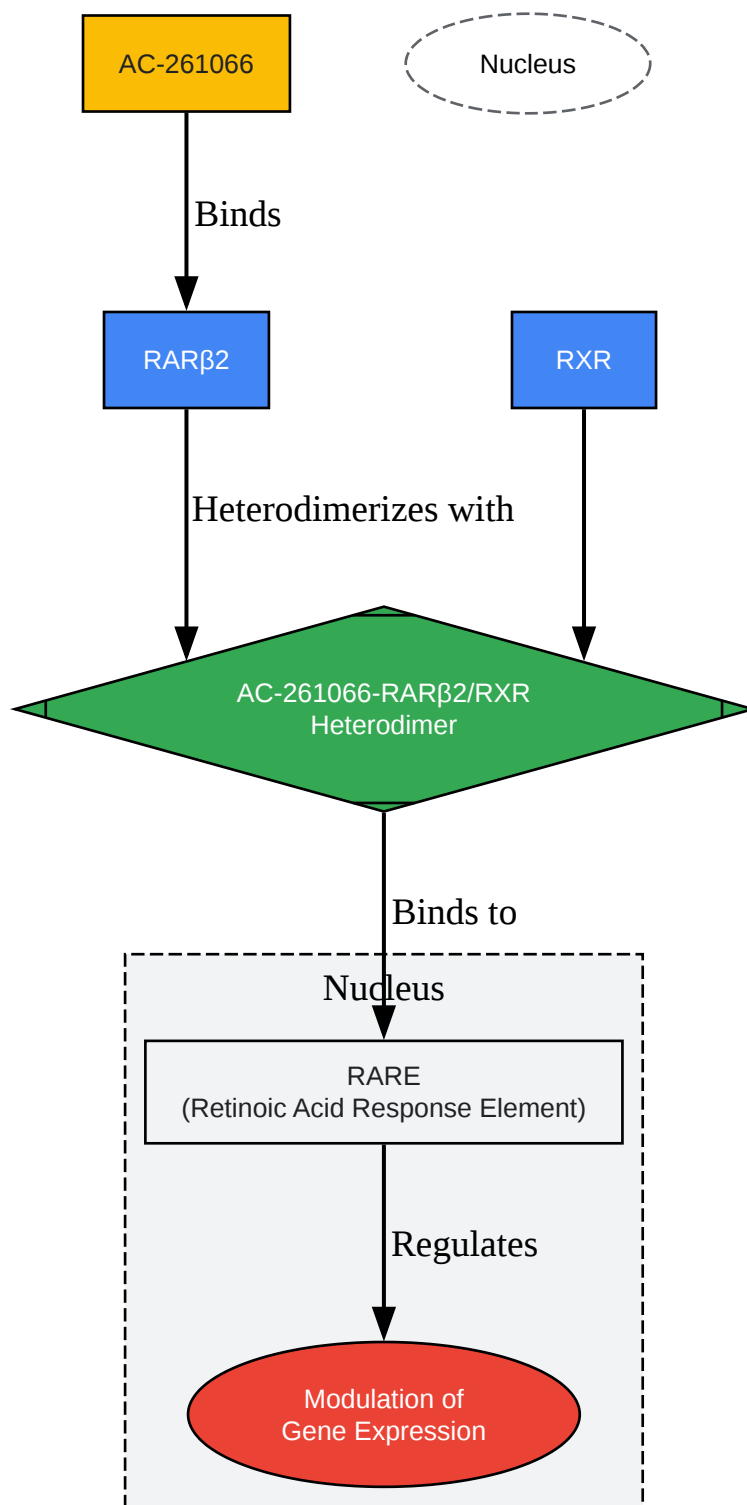 AC-261066
Nucleus
Binds
RARβ2
RXR
Heterodimerizes with
AC-261066-RARβ2/RXR
Heterodimer
Binds to
Nucleus
RARE
(Retinoic Acid Response Element)
Regulates
Modulation of
Gene Expression